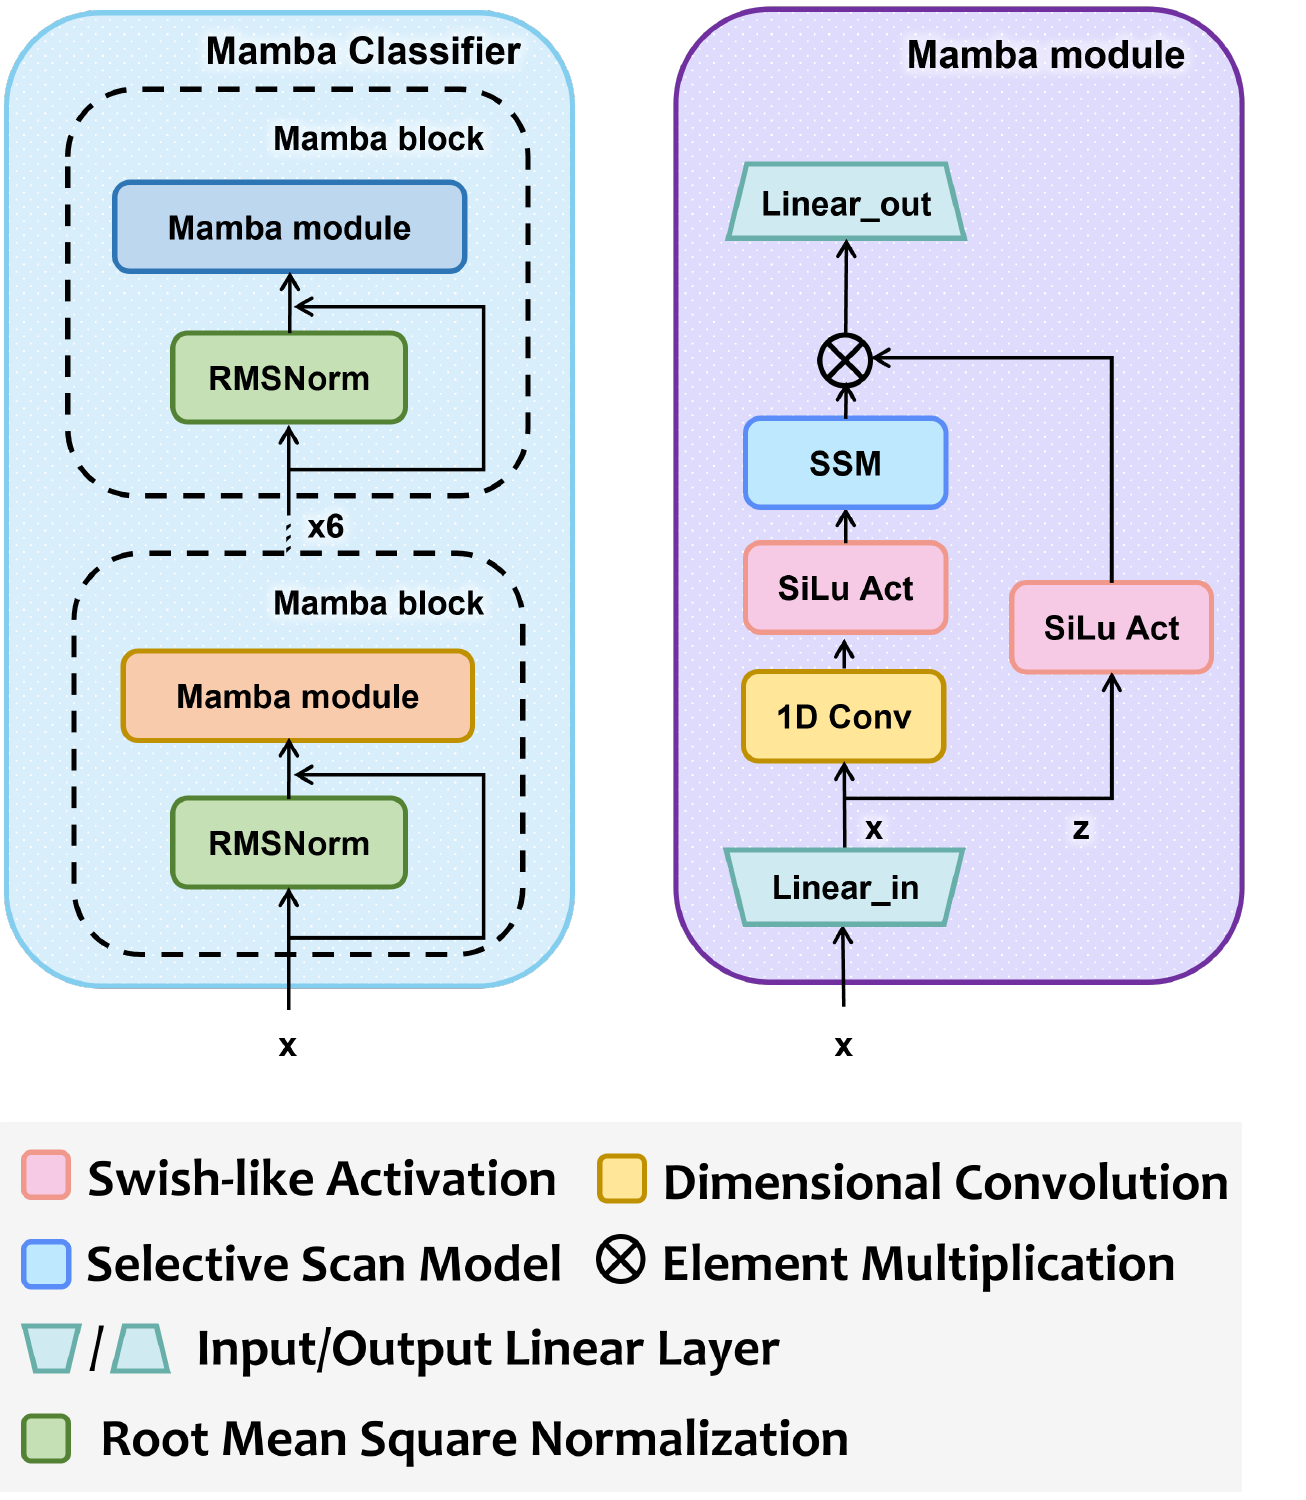 Mamba Classifier
Mamba block
Mamba module
RMSNorm
x6
Mamba block
Mamba module
RMSNorm
x
Mamba module
Linear_out
SSM
SiLu Act
SiLu Act
1D Conv
x
z
Linear_in
x
Swish-like Activation
Dimensional Convolution
Selective Scan Model
Element Multiplication
/ Input/Output Linear Layer
Root Mean Square Normalization